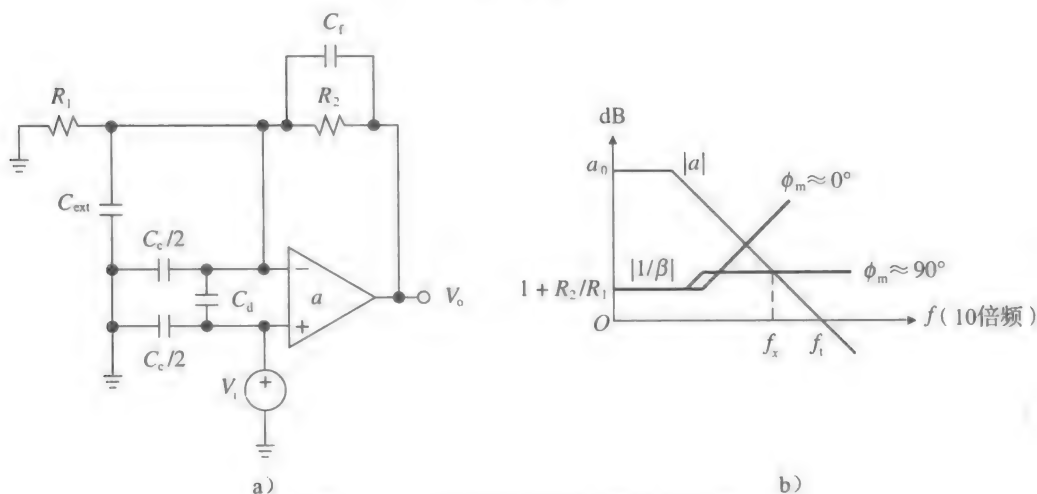 C_f
R_1
R_2
C_ext
C_c/2
C_d
a
C_c/2
V_o
V_i
a)
dB
a_0
|a|
ϕ_m≈0°
|1/β|
ϕ_m≈90°
1 + R_2/R_1
O
f_x
f_t
f(10倍频)
b)